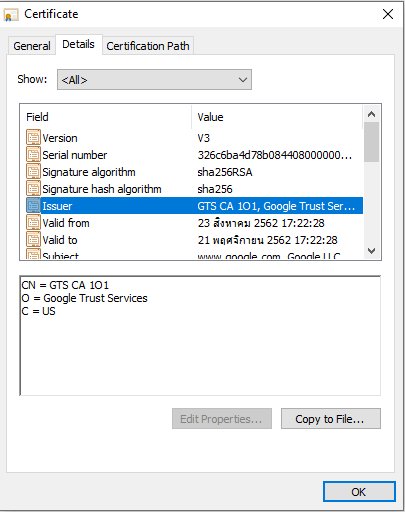 Certificate
General Details Certification Path
Show: <All>
Field Value
Version V3
Serial number 326c6ba4d78b084408000000...
Signature algorithm sha256RSA
Signature hash algorithm sha256
Issuer GTS CA 1O1, Google Trust Ser...
Valid from 23 สิงหาคม 2562 17:22:28
Valid to 21 พฤศจิกายน 2562 17:22:28
Subject www.google.com, Google LLC
CN = GTS CA 1O1
O = Google Trust Services
C = US
Edit Properties... Copy to File...
OK